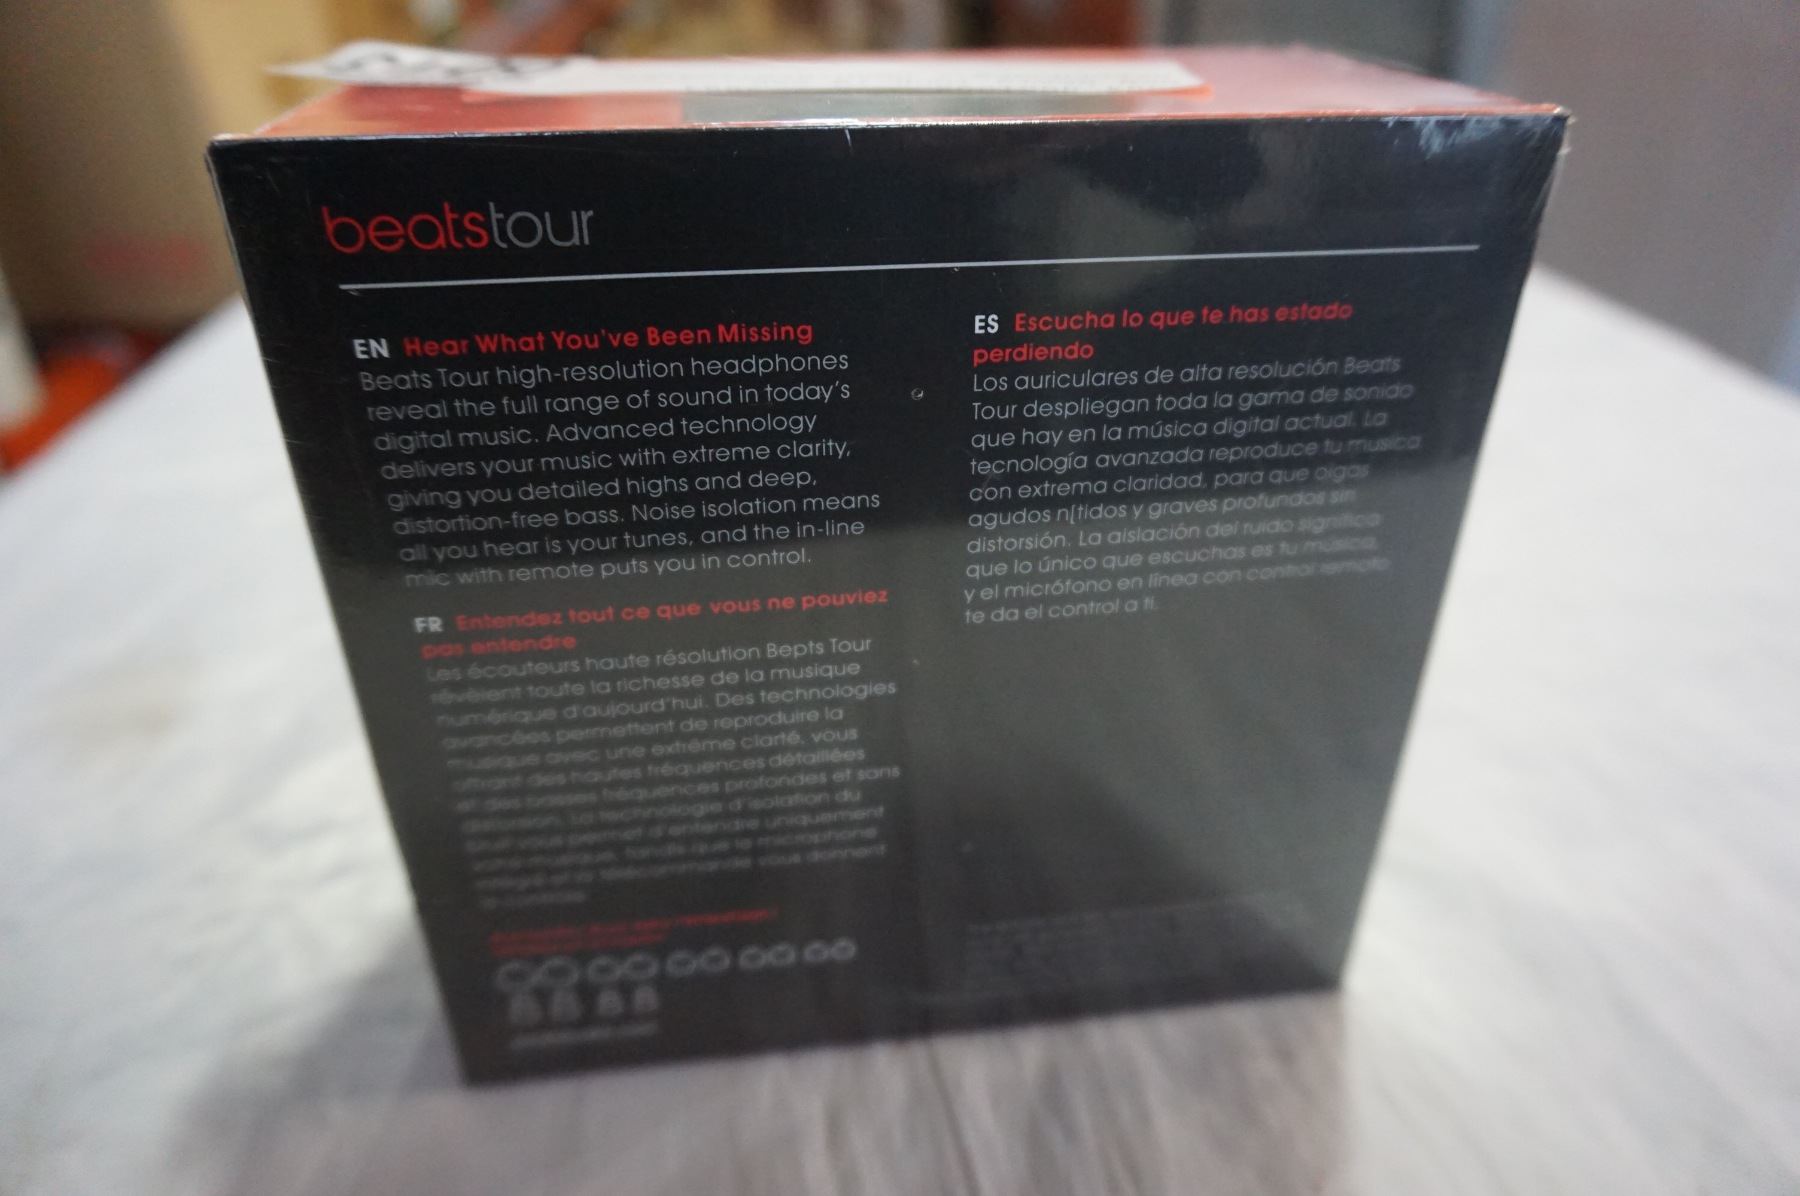 beatstour
EN Hear What You've Been Missing
Beats Tour high-resolution headphones
reveal the full range of sound in today's
digital music. Advanced technology
delivers your music with extreme clarity,
giving you detailed highs and deep,
distortion-free bass. Noise isolation means
all you hear is your tunes, and the in-line
mic with remote puts you in control.
FR Entendez tout ce que vous ne pouviez
pas entendre
Les écouteurs haute résolution Bepts Tour
révèlent toute la richesse de la musique
numérique d'aujourd'hui. Des technologies
avancées permettent de reproduire la
musique avec une extrême clarté, vous
offrant des hautes fréquences détaillées
et des basses fréquences profondes et sans
distorsion. La technologie d'isolation du
bruit vous permet d'entendre uniquement
votre musique, tandis que le microphone
intégré et la télécommande vous donnent
ES Escucha lo que te has estado
perdiendo
Los auriculares de alta resolución Beats
Tour despliegan toda la gama de sonido
que hay en la música digital actual. La
tecnología avanzada reproduce tu musica
con extrema claridad, para que oigas
agudos n[tidos y graves profundos sin
distorsión. La aislación del ruido significa
que lo único que escuchas es tu música,
y el micrófono en línea con control remoto
te da el control a ti.